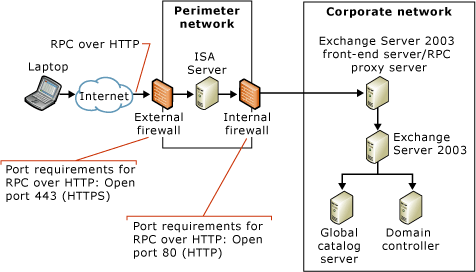 Perimeter
network
Corporate network
RPC over HTTP
Laptop
Internet
ISA
Server
External
firewall
Internal
firewall
Exchange Server 2003
front-end server/RPC
proxy server
Exchange
Server 2003
Global
catalog
server
Domain
controller
Port requirements for
RPC over HTTP: Open
port 443 (HTTPS)
Port requirements for
RPC over HTTP: Open
port 80 (HTTP)